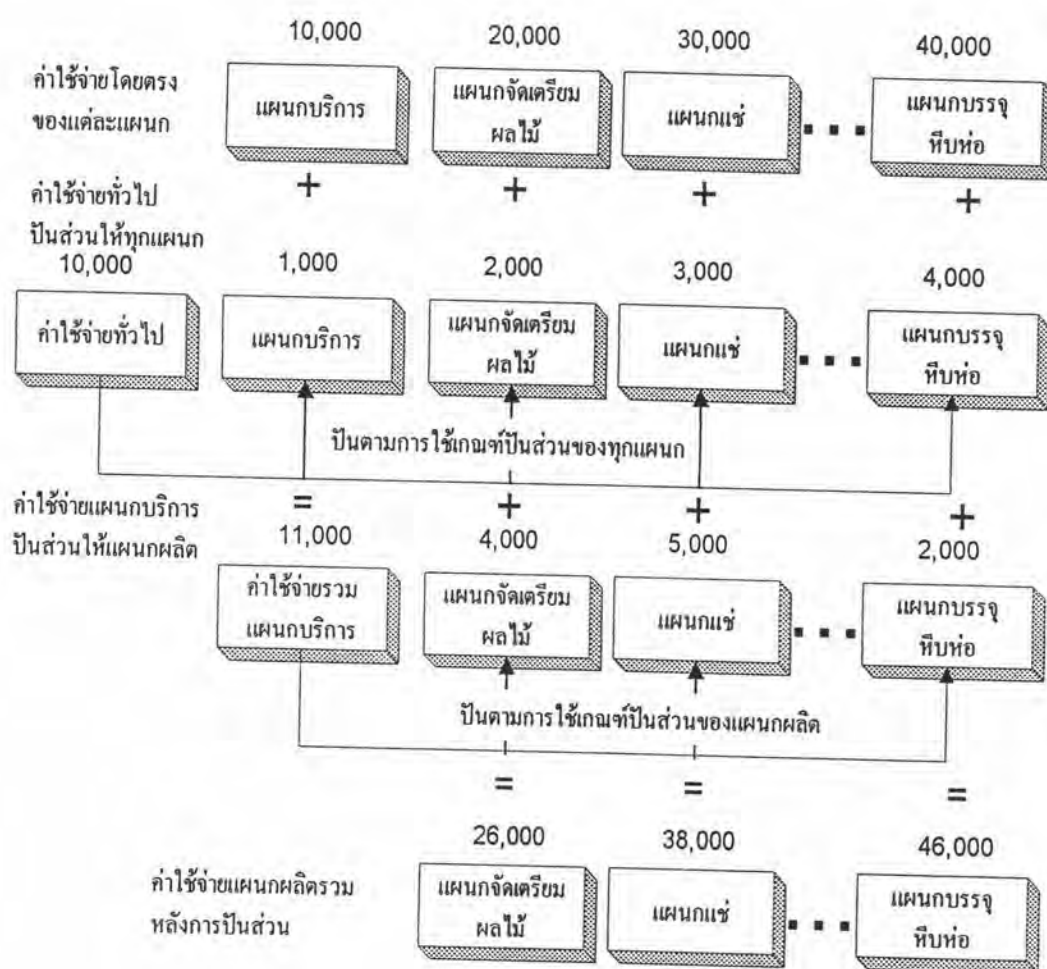 10,000 20,000 30,000 40,000
ค่าใช้จ่ายโดยตรง
ของแต่ละแผนก
แผนกบริการ
แผนกจัดเตรียม
ผลไม้
แผนกแช่
แผนกบรรจุ
หีบห่อ
+ + + +
ค่าใช้จ่ายทั่วไป
ปันส่วนให้ทุกแผนก
10,000 1,000 2,000 3,000 4,000
ค่าใช้จ่ายทั่วไป
แผนกบริการ
แผนกจัดเตรียม
ผลไม้
แผนกแช่
แผนกบรรจุ
หีบห่อ
ปันตามการใช้เกณฑ์ปันส่วนของทุกแผนก
= + + +
ค่าใช้จ่ายแผนกบริการ
ปันส่วนให้แผนกผลิต
11,000 4,000 5,000 2,000
ค่าใช้จ่ายรวม
แผนกบริการ
แผนกจัดเตรียม
ผลไม้
แผนกแช่
แผนกบรรจุ
หีบห่อ
ปันตามการใช้เกณฑ์ปันส่วนของแผนกผลิต
= = =
26,000 38,000 46,000
ค่าใช้จ่ายแผนกผลิตรวม
หลังการปันส่วน
แผนกจัดเตรียม
ผลไม้
แผนกแช่
แผนกบรรจุ
หีบห่อ